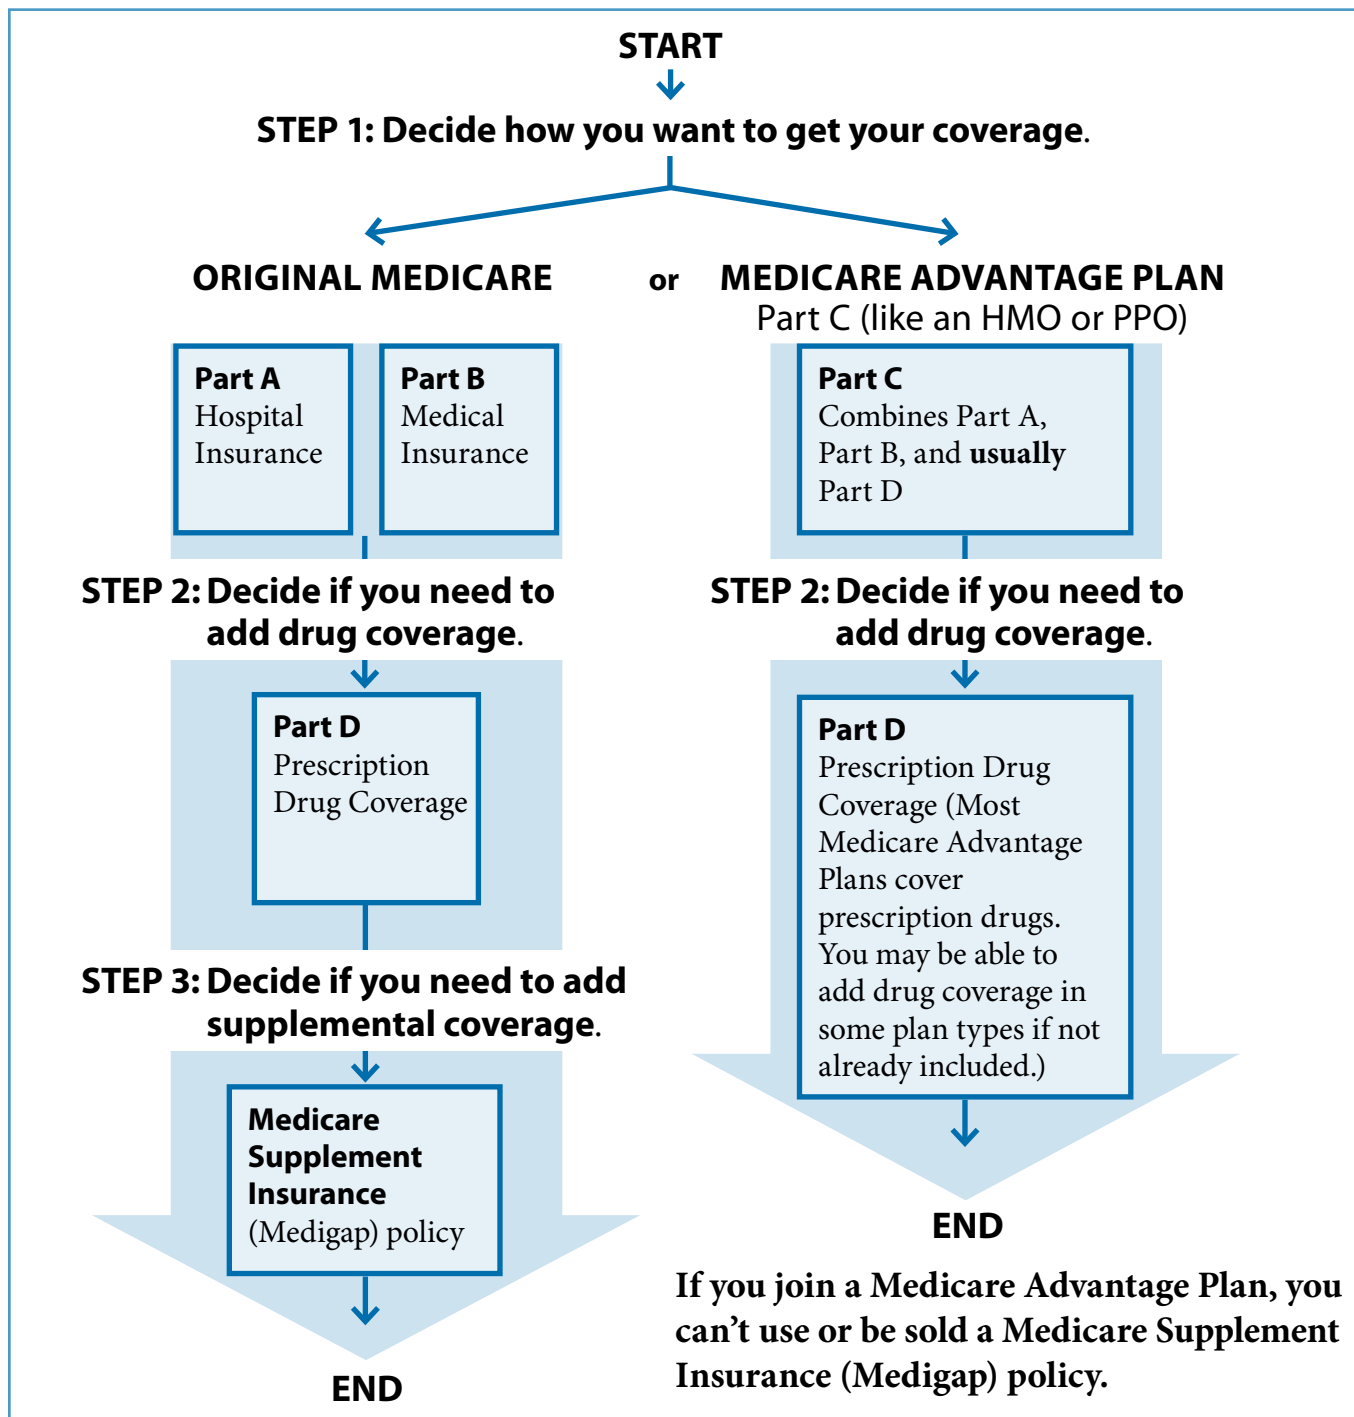 START
STEP 1: Decide how you want to get your coverage.
ORIGINAL MEDICARE or MEDICARE ADVANTAGE PLAN
Part C (like an HMO or PPO)
Part A
Hospital
Insurance
Part B
Medical
Insurance
STEP 2: Decide if you need to
add drug coverage.
Part D
Prescription
Drug Coverage
STEP 3: Decide if you need to add
supplemental coverage.
Medicare
Supplement
Insurance
(Medigap) policy
END
Part C
Combines Part A,
Part B, and usually
Part D
STEP 2: Decide if you need to
add drug coverage.
Part D
Prescription Drug
Coverage (Most
Medicare Advantage
Plans cover
prescription drugs.
You may be able to
add drug coverage in
some plan types if not
already included.)
END
If you join a Medicare Advantage Plan, you
can’t use or be sold a Medicare Supplement
Insurance (Medigap) policy.